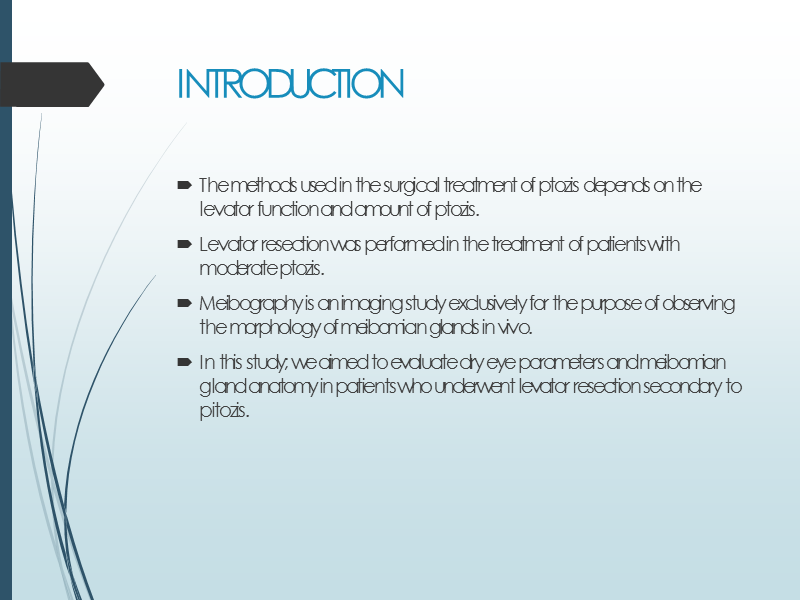 INTRODUCTION
The methods used in the surgical treatment of ptozis depends on the
levator function and amount of ptozis.
Levator resection was performed in the treatment of patients with
moderate ptozis.
Meibography is an imaging study exclusively for the purpose of observing
the morphology of meibomian glands in vivo.
In this study; we aimed to evaluate dry eye parameters and meibomian
gland anatomy in patients who underwent levator resection secondary to
pitozis.